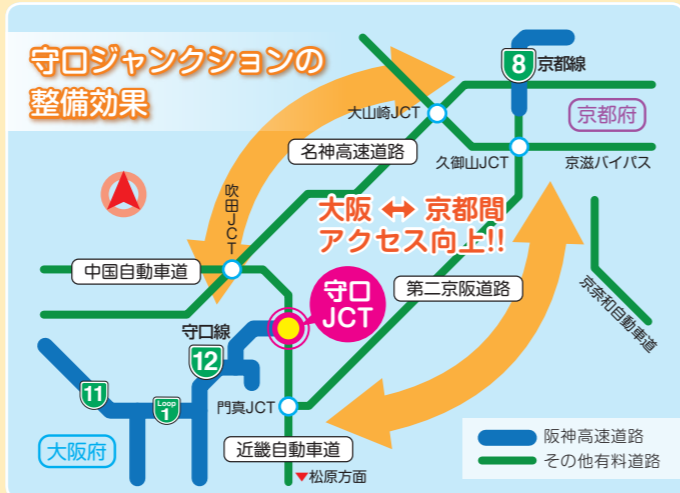 守口ジャンクションの
整備効果
8
京都線
大山崎JCT
京都府
名神高速道路
久御山JCT
京滋バイパス
吹田JCT
大阪 ↔ 京都間
アクセス向上!!
中国自動車道
守口
JCT
第二京阪道路
京奈和自動車道
守口線
12
11
Loop
1
門真JCT
大阪府
近畿自動車道
阪神高速道路
その他有料道路
▼松原方面